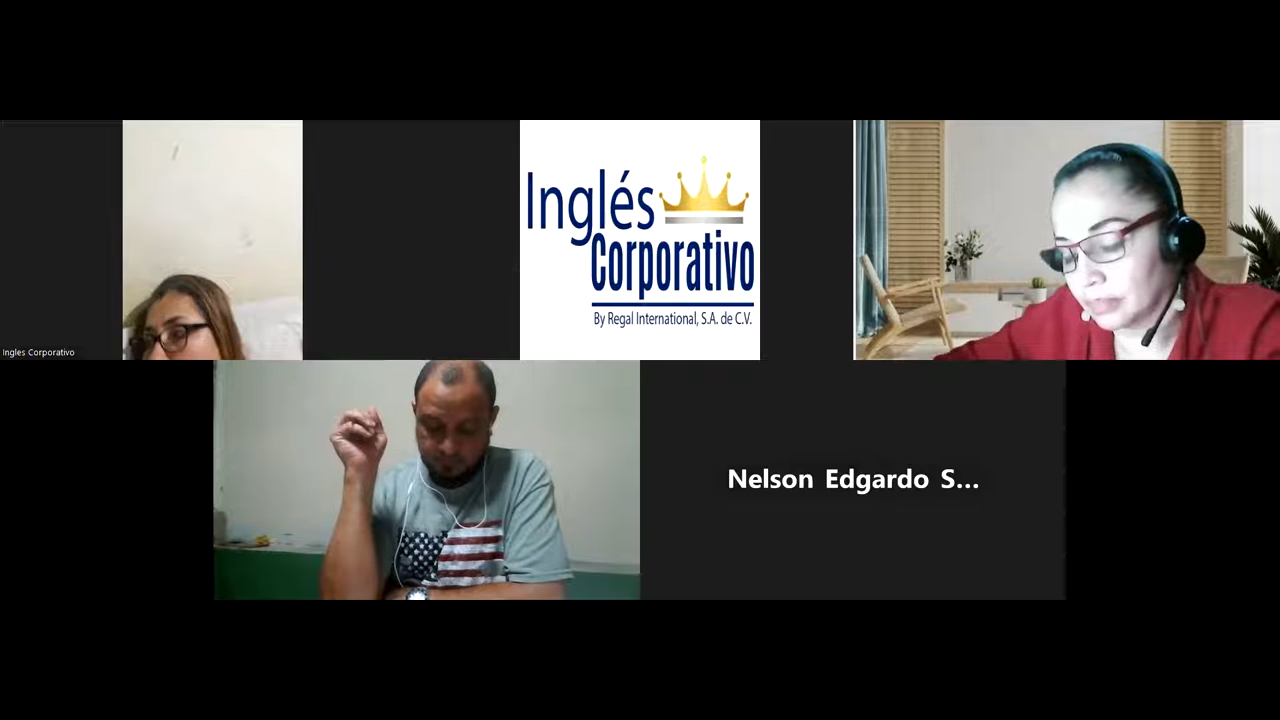 Inglés
Corporativo
By Regal International, S.A. de C.V.
Ingles Corporativo
Nelson Edgardo S...